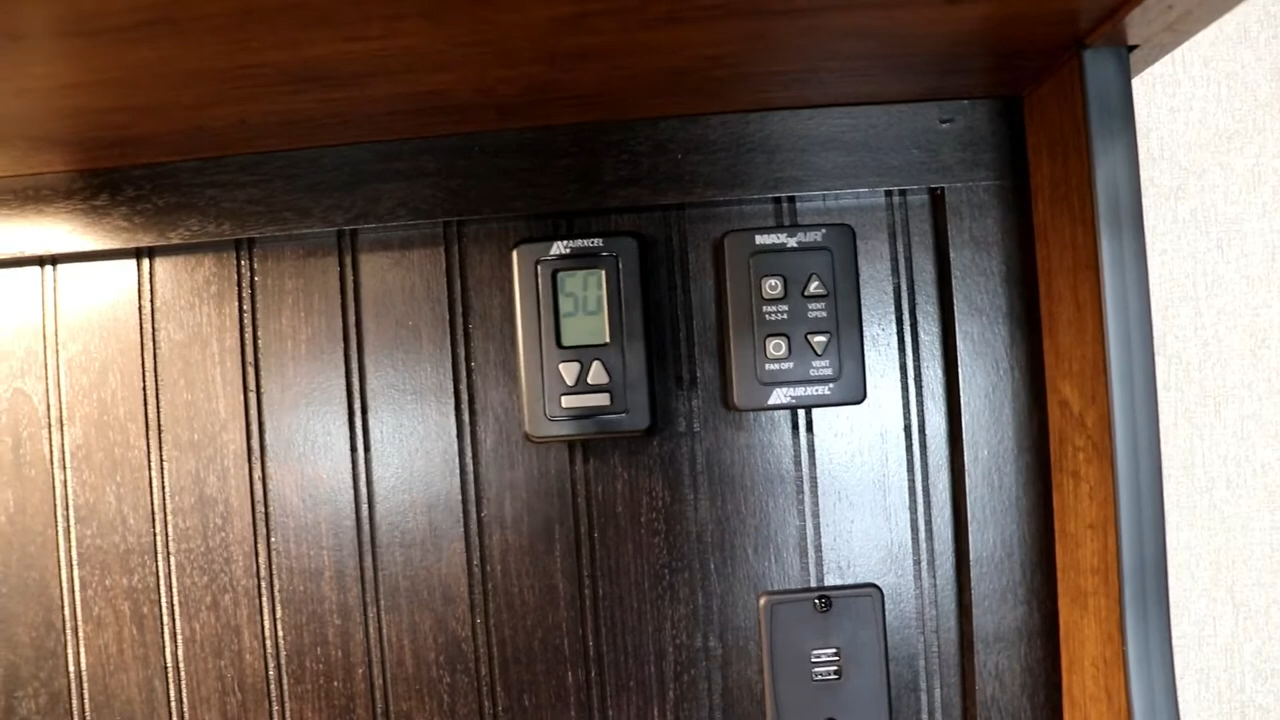 AIRXCEL
50
MAXXAIR®
FAN ON
1-2-3-4
VENT
OPEN
FAN OFF
VENT
CLOSE
AIRXCEL®